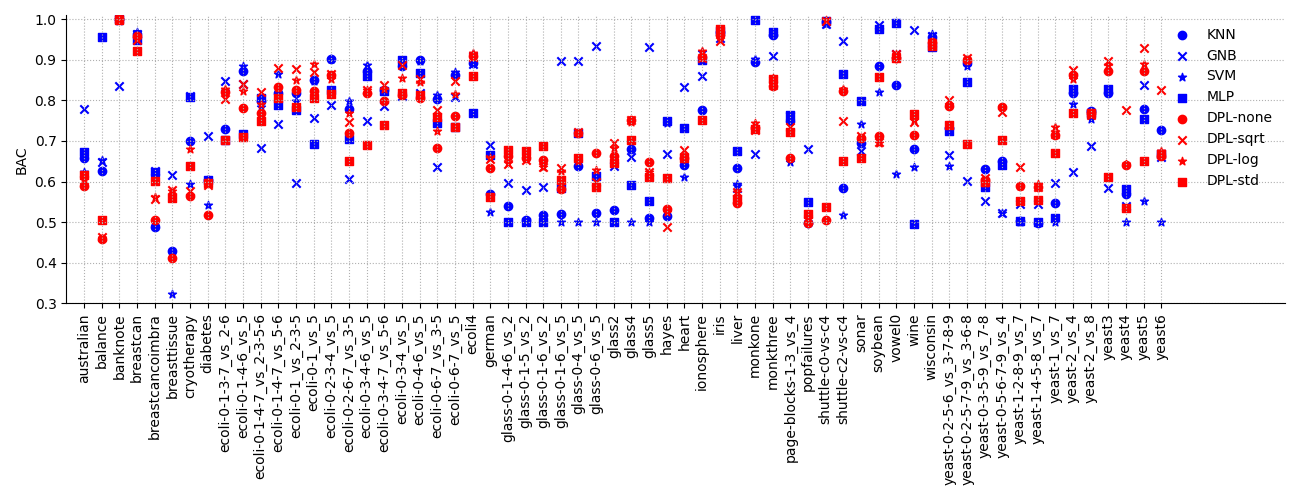 1.0
0.9
0.8
0.7
0.6
0.5
0.4
0.3
BAC
KNN
GNB
SVM
MLP
DPL-none
DPL-sqrt
DPL-log
DPL-std
australian
balance
banknote
breastcan
breastcancoimbra
breasttissue
cryotherapy
diabetes
ecoli-0-1-3-7_vs_2-6
ecoli-0-1-4-6_vs_5
ecoli-0-1-4-7_vs_2-3-5-6
ecoli-0-1-4-7_vs_5-6
ecoli-0-1_vs_2-3-5
ecoli-0-1_vs_5
ecoli-0-2-3-4_vs_5
ecoli-0-2-6-7_vs_3-5
ecoli-0-3-4-6_vs_5
ecoli-0-3-4-7_vs_5-6
ecoli-0-3-4_vs_5
ecoli-0-4-6_vs_5
ecoli-0-6-7_vs_3-5
ecoli-0-6-7_vs_5
ecoli4
german
glass-0-1-4-6_vs_2
glass-0-1-5_vs_2
glass-0-1-6_vs_2
glass-0-1-6_vs_5
glass-0-4_vs_5
glass-0-6_vs_5
glass2
glass4
glass5
hayes
heart
ionosphere
iris
liver
monkone
monkthree
page-blocks-1-3_vs_4
popfailures
shuttle-c0-vs-c4
shuttle-c2-vs-c4
sonar
soybean
vowel0
wine
wisconsin
yeast-0-2-5-6_vs_3-7-8-9
yeast-0-2-5-7-9_vs_3-6-8
yeast-0-3-5-9_vs_7-8
yeast-0-5-6-7-9_vs_4
yeast-1-2-8-9_vs_7
yeast-1-4-5-8_vs_7
yeast-1_vs_7
yeast-2_vs_4
yeast-2_vs_8
yeast3
yeast4
yeast5
yeast6